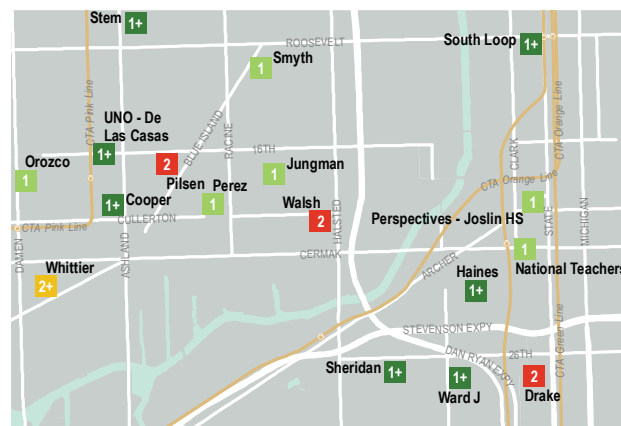 Stem
1+
ROOSEVELT
South Loop
1+
Smyth
1
CTA Pink Line
UNO - De
Las Casas
1+
BLUE ISLAND
RACINE
16TH
CLARK
CTA Orange Line
Orozco
1
2
Pilsen
Jungman
1
CTA Orange Line
1+
Cooper
Perez
1
Walsh
2
HALSTED
Perspectives - Joslin HS
1
STATE
MICHIGAN
CTA Pink Line
CULLERTON
DAMEN
ASHLAND
CERMAK
ARCHER
1
National Teachers
Whittier
2+
Haines
1+
STEVENSON EXPY
DAN RYAN EXPY
26TH
CTA Green Line
Sheridan
1+
1+
Ward J
2
Drake